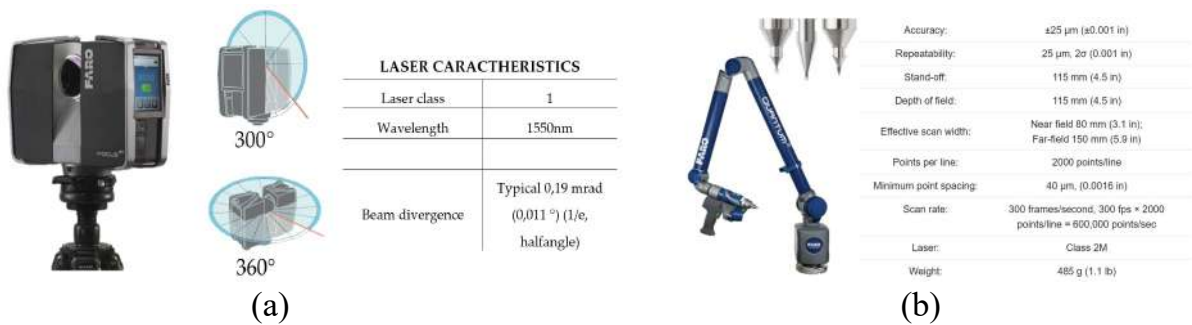 FARO
300°
360°
LASER CARACTHERISTICS
Laser class 1
Wavelength 1550nm
Beam divergence
Typical 0,19 mrad
(0,011 °) (1/e,
halfangle)
(a)
FARO
QUANTUM
FARO
Accuracy: ±25 µm (±0.001 in)
Repeatability: 25 µm, 2σ (0.001 in)
Stand-off: 115 mm (4.5 in)
Depth of field: 115 mm (4.5 in)
Effective scan width:
Near field 80 mm (3.1 in);
Far-field 150 mm (5.9 in)
Points per line: 2000 points/line
Minimum point spacing: 40 µm, (0.0016 in)
Scan rate:
300 frames/second, 300 fps × 2000
points/line = 600,000 points/sec
Laser: Class 2M
Weight: 485 g (1.1 lb)
(b)